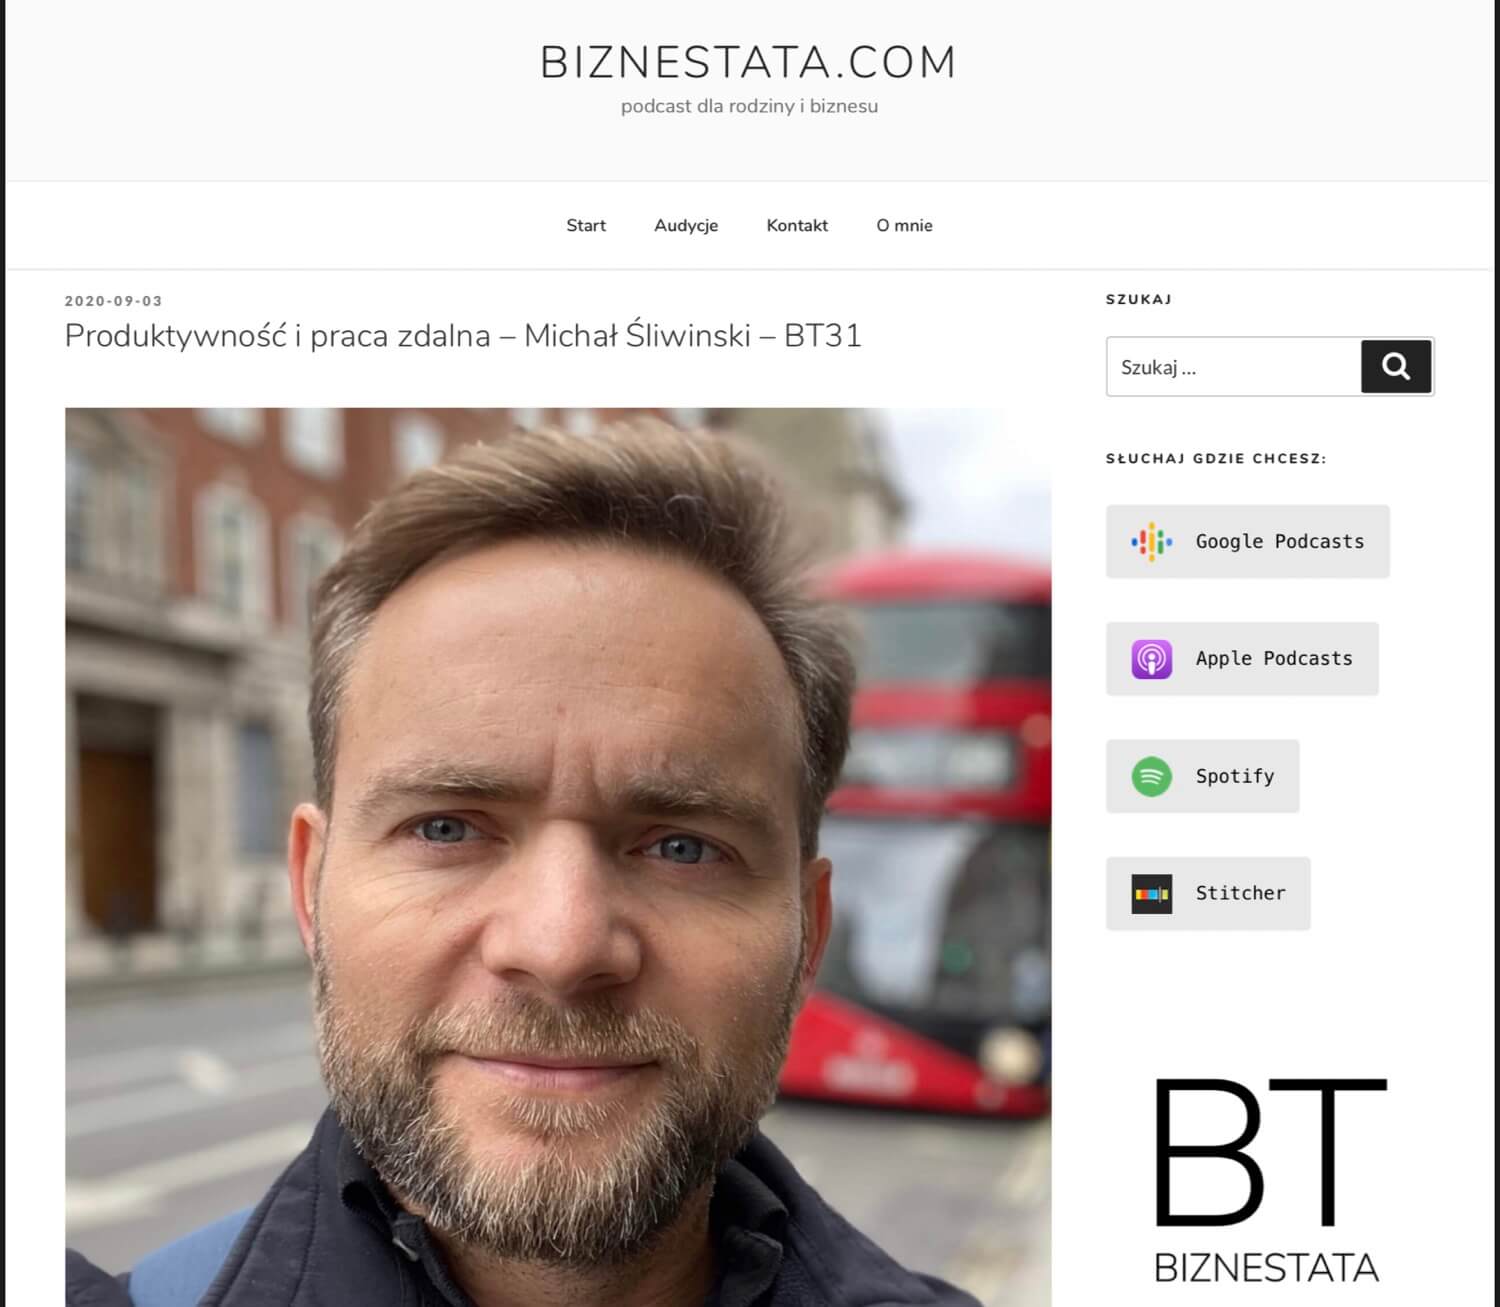 BIZNESTATA.COM
podcast dla rodziny i biznesu
Start Audycje Kontakt O mnie
2020-09-03
Produktywność i praca zdalna – Michał Śliwinski – BT31
SZUKAJ
Szukaj ...
SŁUCHAJ GDZIE CHCESZ:
Google Podcasts
Apple Podcasts
Spotify
Stitcher
BT
BIZNESTATA